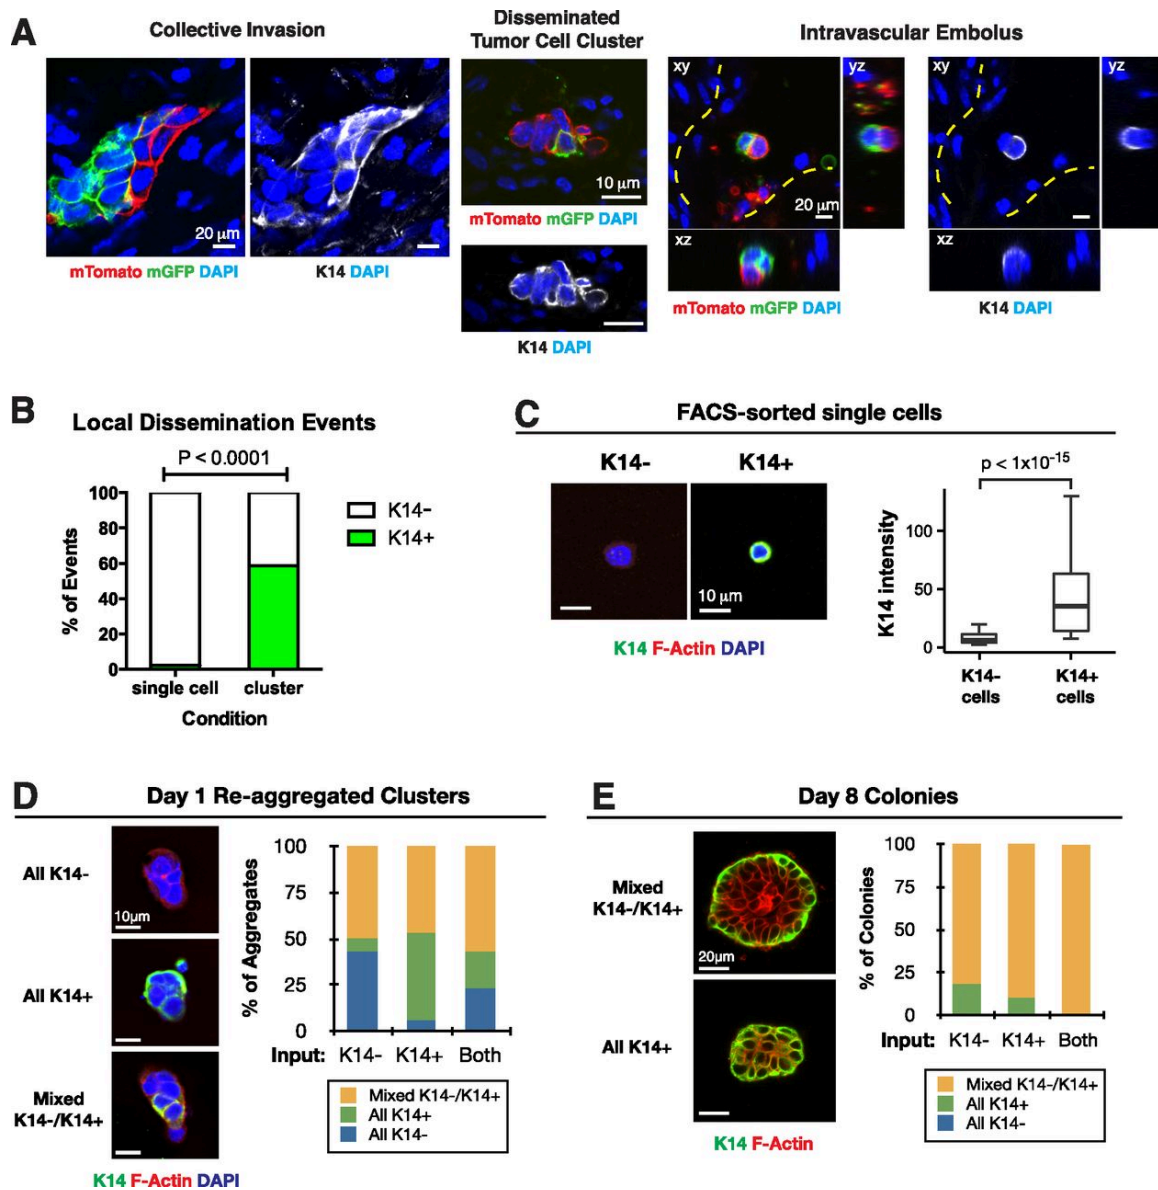 A
Collective Invasion
Disseminated
Tumor Cell Cluster
Intravascular Embolus
20 µm
mTomato mGFP DAPI
K14 DAPI
10 µm
mTomato mGFP DAPI
K14 DAPI
xy
yz
20 µm
xz
mTomato mGFP DAPI
xy
yz
xz
K14 DAPI
B
Local Dissemination Events
P < 0.0001
% of Events
100
80
60
40
20
0
single cell
cluster
Condition
K14-
K14+
C
FACS-sorted single cells
K14-
K14+
10 µm
K14 F-Actin DAPI
p < 1x10⁻¹⁵
K14 intensity
100
50
0
K14-
cells
K14+
cells
D
Day 1 Re-aggregated Clusters
All K14-
10µm
All K14+
Mixed
K14-/K14+
K14 F-Actin DAPI
% of Aggregates
100
75
50
25
0
Input: K14- K14+ Both
Mixed K14-/K14+
All K14+
All K14-
E
Day 8 Colonies
Mixed
K14-/K14+
20µm
All K14+
K14 F-Actin
% of Colonies
100
75
50
25
0
Input: K14- K14+ Both
Mixed K14-/K14+
All K14+
All K14-